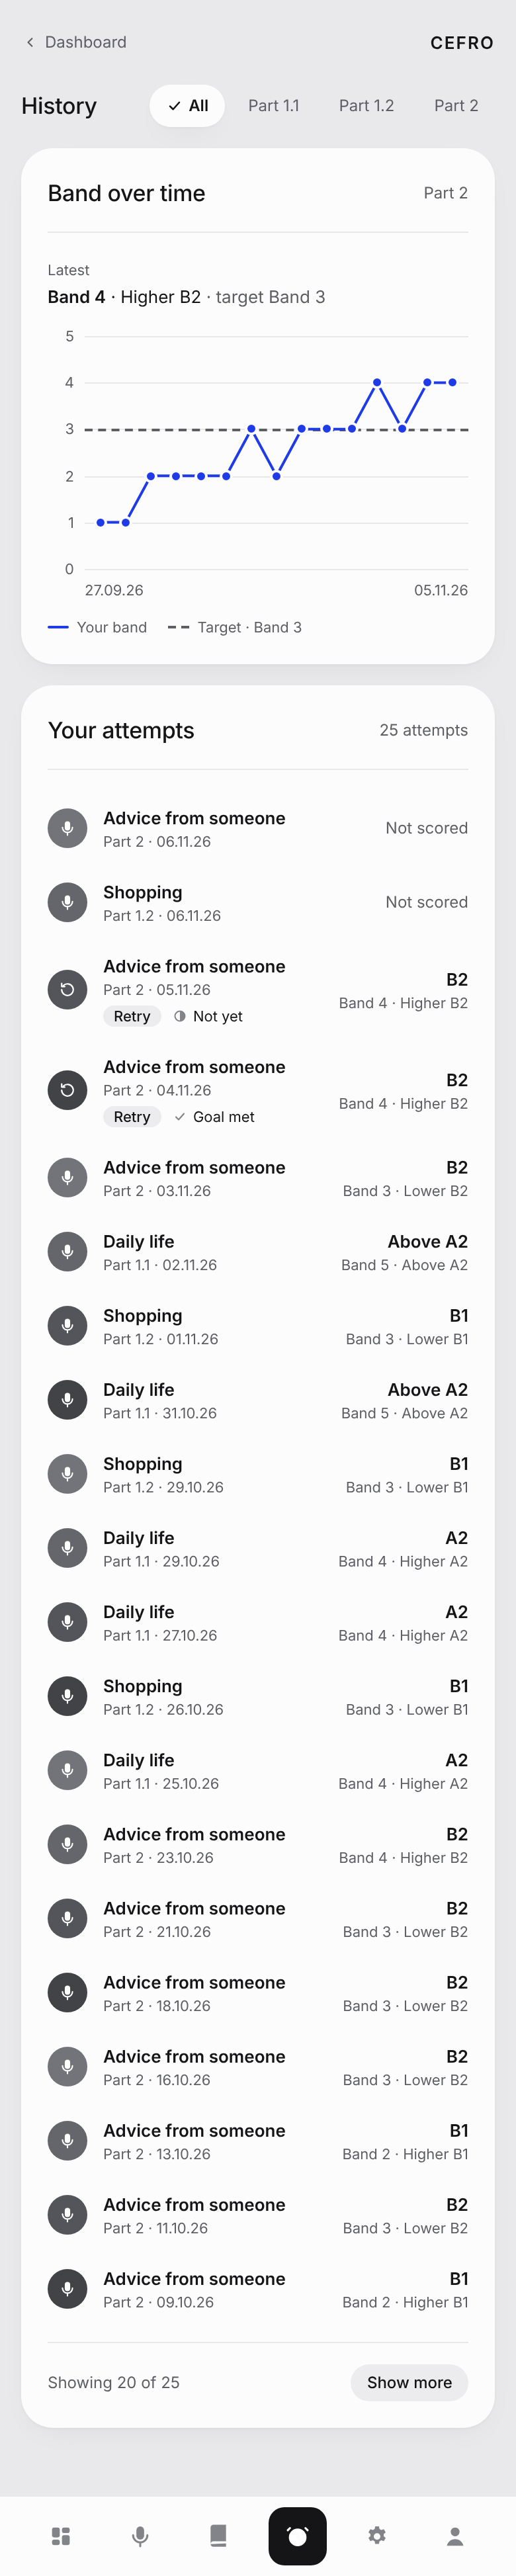 Dashboard
CEFRO
History
All
Part 1.1
Part 1.2
Part 2
Band over time
Part 2
Latest
Band 4 · Higher B2 · target Band 3
5
4
3
2
1
0
27.09.26
05.11.26
Your band
Target · Band 3
Your attempts
25 attempts
Advice from someone
Part 2 · 06.11.26
Not scored
Shopping
Part 1.2 · 06.11.26
Not scored
Advice from someone
Part 2 · 05.11.26
Retry
Not yet
B2
Band 4 · Higher B2
Advice from someone
Part 2 · 04.11.26
Retry
Goal met
B2
Band 4 · Higher B2
Advice from someone
Part 2 · 03.11.26
B2
Band 3 · Lower B2
Daily life
Part 1.1 · 02.11.26
Above A2
Band 5 · Above A2
Shopping
Part 1.2 · 01.11.26
B1
Band 3 · Lower B1
Daily life
Part 1.1 · 31.10.26
Above A2
Band 5 · Above A2
Shopping
Part 1.2 · 29.10.26
B1
Band 3 · Lower B1
Daily life
Part 1.1 · 29.10.26
A2
Band 4 · Higher A2
Daily life
Part 1.1 · 27.10.26
A2
Band 4 · Higher A2
Shopping
Part 1.2 · 26.10.26
B1
Band 3 · Lower B1
Daily life
Part 1.1 · 25.10.26
A2
Band 4 · Higher A2
Advice from someone
Part 2 · 23.10.26
B2
Band 4 · Higher B2
Advice from someone
Part 2 · 21.10.26
B2
Band 3 · Lower B2
Advice from someone
Part 2 · 18.10.26
B2
Band 3 · Lower B2
Advice from someone
Part 2 · 16.10.26
B2
Band 3 · Lower B2
Advice from someone
Part 2 · 13.10.26
B1
Band 2 · Higher B1
Advice from someone
Part 2 · 11.10.26
B2
Band 3 · Lower B2
Advice from someone
Part 2 · 09.10.26
B1
Band 2 · Higher B1
Showing 20 of 25
Show more